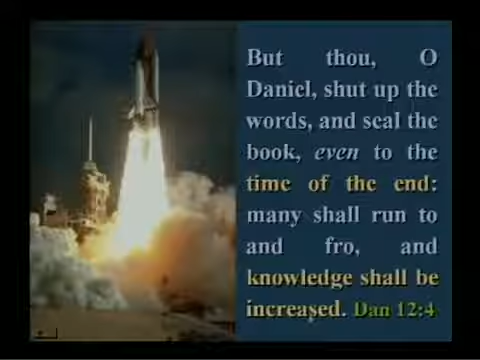 But thou, O
Daniel, shut up the
words, and seal the
book, even to the
time of the end:
many shall run to
and fro, and
knowledge shall be
increased. Dan 12:4